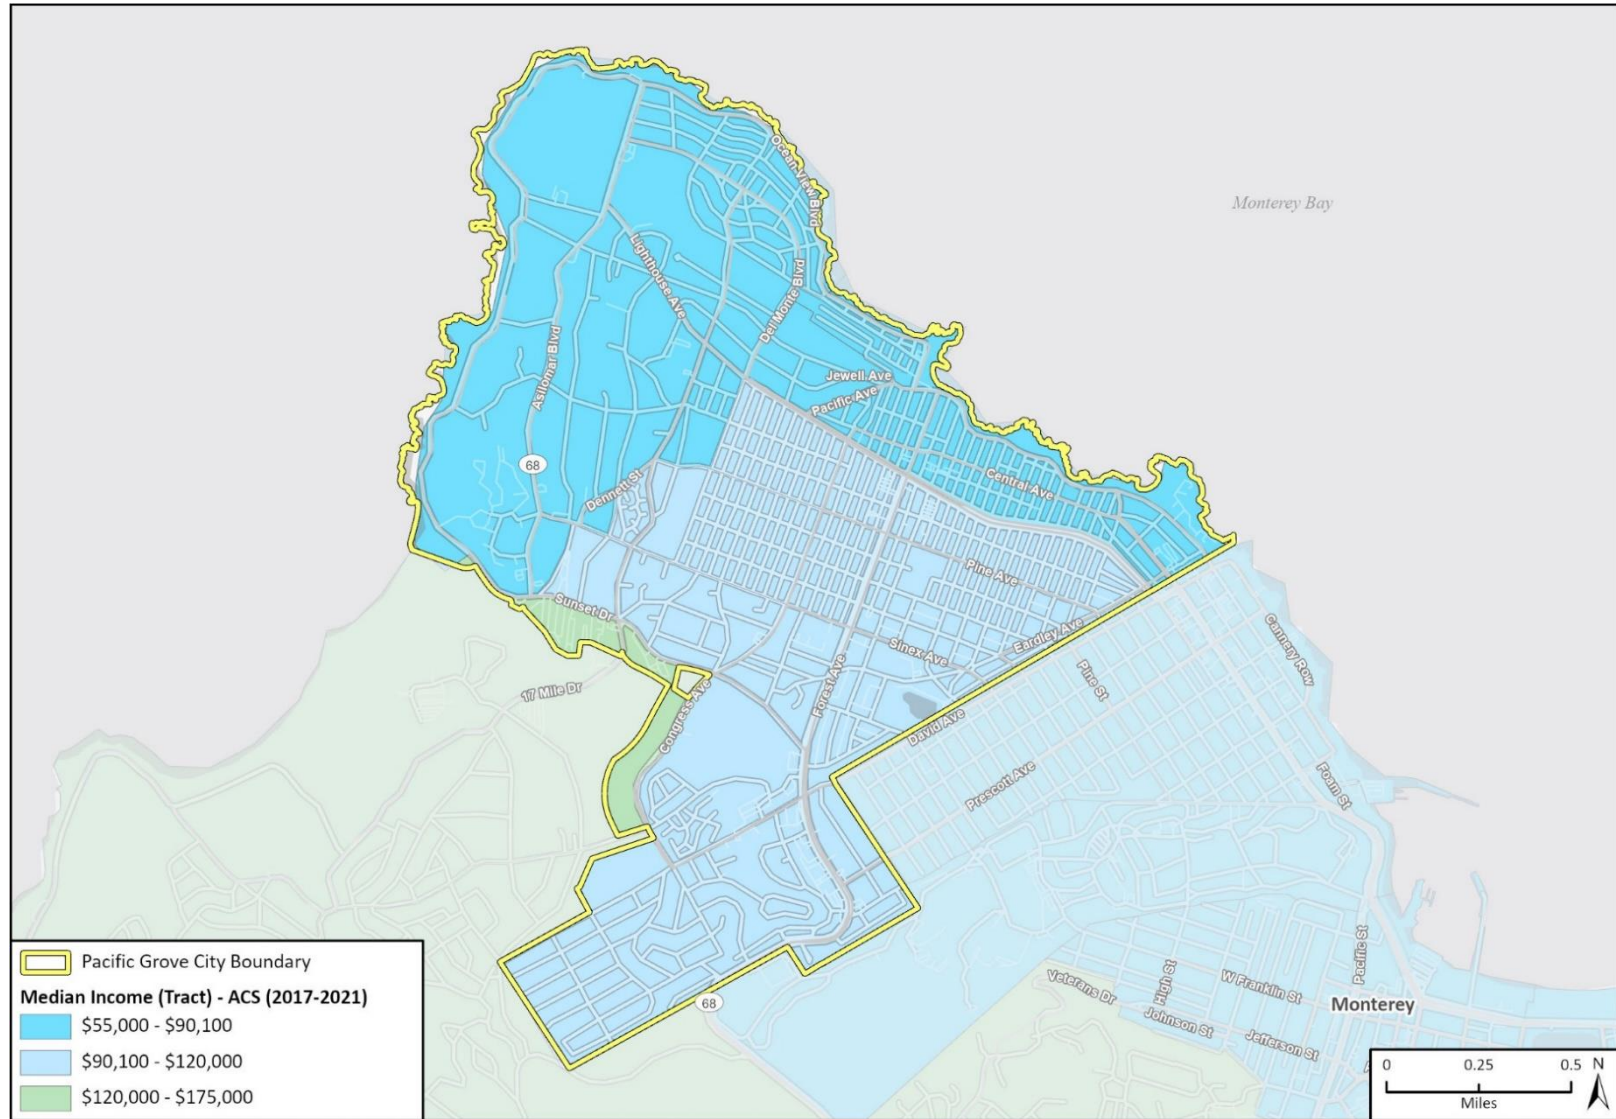 Monterey Bay
Ocean View Blvd
Lighthouse Ave
Del Monte Blvd
Asilomar Blvd
Jewell Ave
Pacific Ave
68
Central Ave
Dennett St
Pine Ave
Sunset Dr
Sinex Ave
Eardley Ave
Cannery Row
Pine St
17 Mile Dr
Forest Ave
Congress Ave
David Ave
Prescott Ave
Foam St
Pacific St
Veterans Dr
High St
W Franklin St
68
Monterey
Johnson St
Jefferson St
Pacific Grove City Boundary
Median Income (Tract) - ACS (2017-2021)
$55,000 - $90,100
$90,100 - $120,000
$120,000 - $175,000
0 0.25 0.5 N
Miles